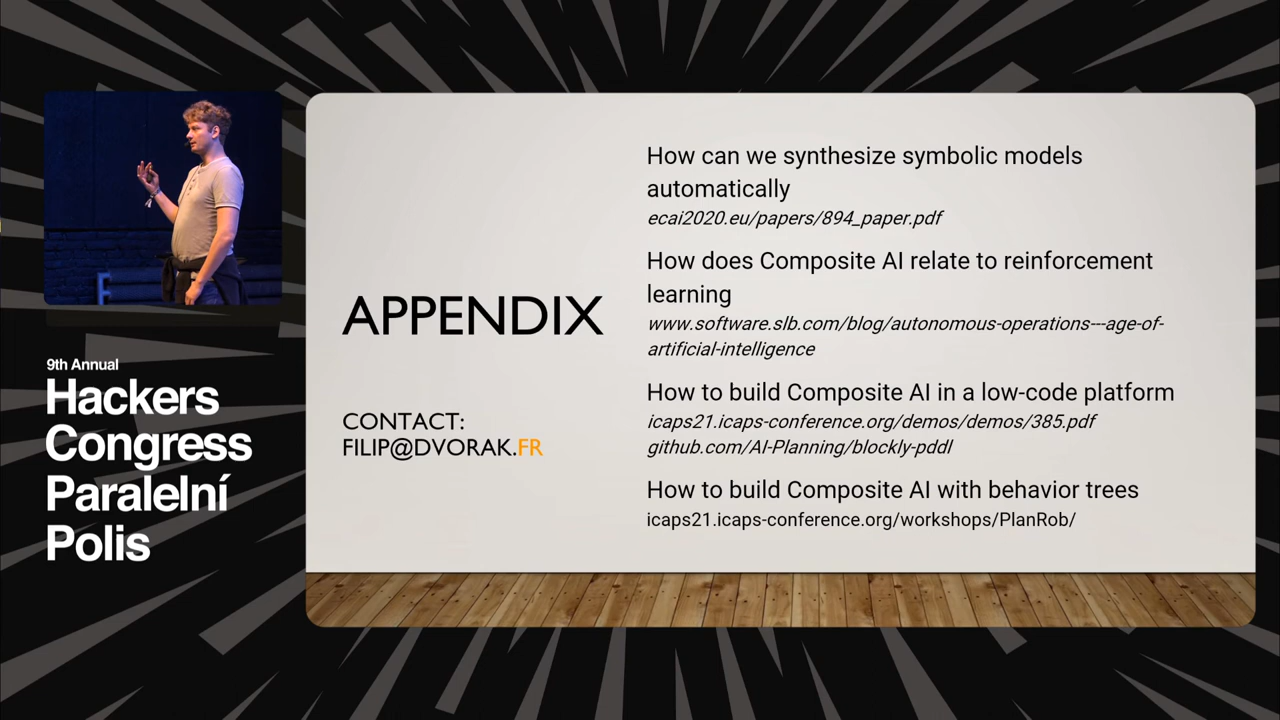 9th Annual
Hackers
Congress
Paralelní
Polis
APPENDIX
CONTACT:
FILIP@DVORAK.FR
How can we synthesize symbolic models
automatically
ecai2020.eu/papers/894_paper.pdf
How does Composite AI relate to reinforcement
learning
www.software.slb.com/blog/autonomous-operations---age-of-
artificial-intelligence
How to build Composite AI in a low-code platform
icaps21.icaps-conference.org/demos/demos/385.pdf
github.com/AI-Planning/blockly-pddl
How to build Composite AI with behavior trees
icaps21.icaps-conference.org/workshops/PlanRob/